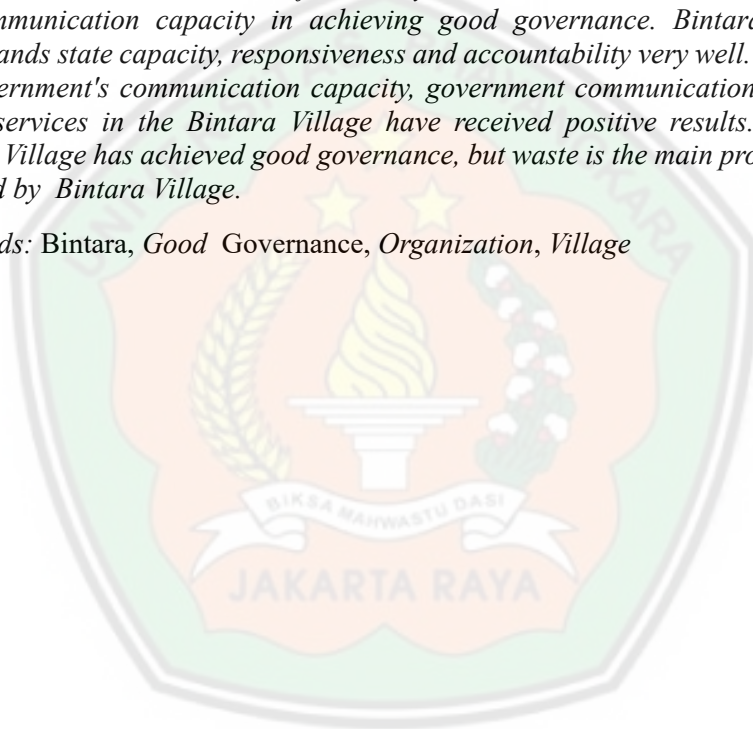 mmunication capacity in achieving good governance. Bintara
ands state capacity, responsiveness and accountability very well.
ernment's communication capacity, government communication
services in the Bintara Village have received positive results.
Village has achieved good governance, but waste is the main pro
d by Bintara Village.
ds: Bintara, Good Governance, Organization, Village
BIKSA MAHWASTU DASI
JAKARTA RAYA